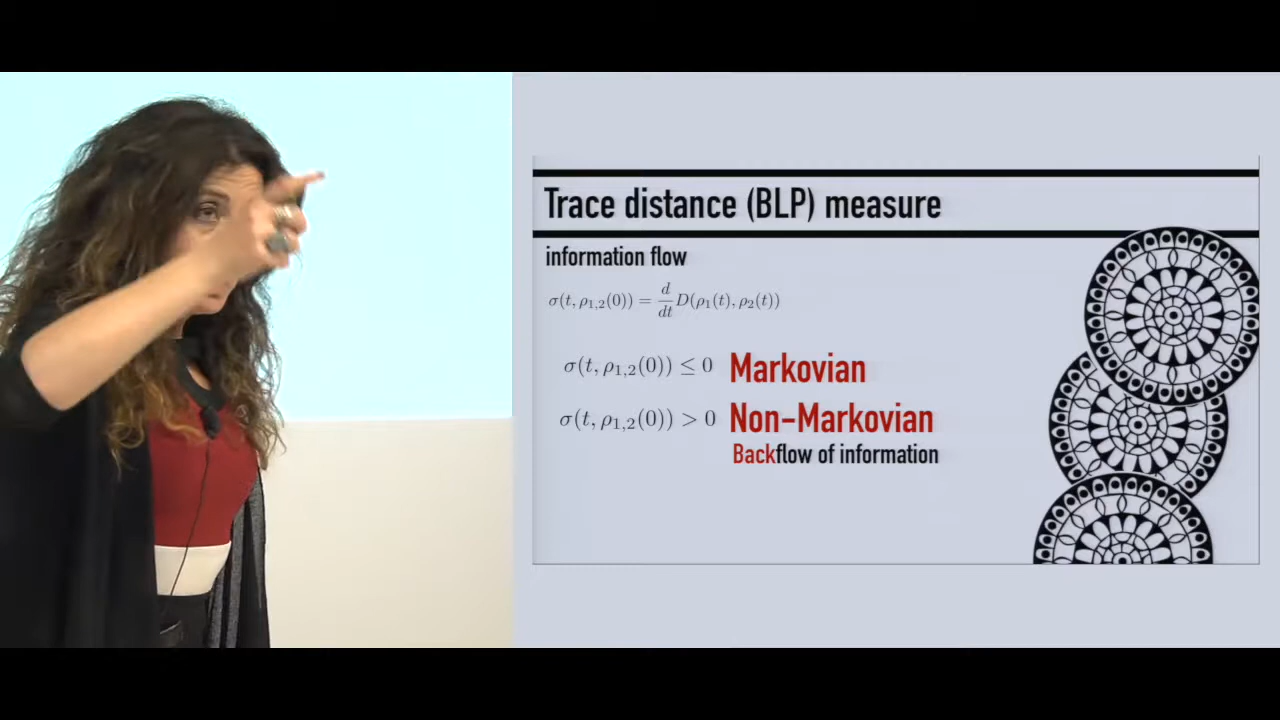 Trace distance (BLP) measure
information flow
σ(t, ρ₁,₂(0)) = d/dt D(ρ₁(t), ρ₂(t))
σ(t, ρ₁,₂(0)) ≤ 0 Markovian
σ(t, ρ₁,₂(0)) > 0 Non-Markovian
Backflow of information